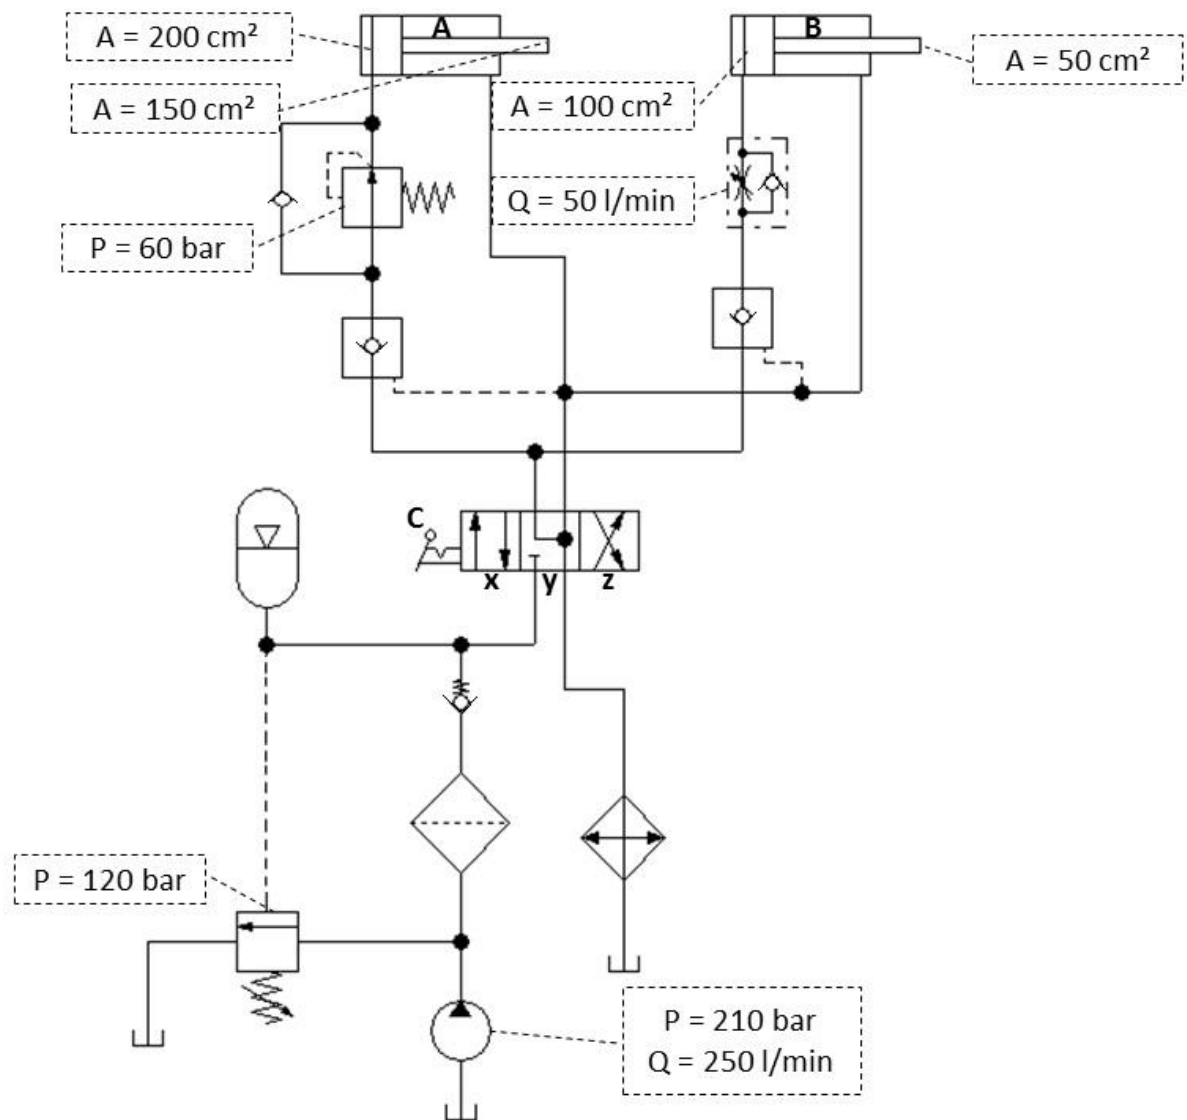 A = 200 cm²
A
B
A = 50 cm²
A = 150 cm²
A = 100 cm²
Q = 50 l/min
P = 60 bar
C
x y z
P = 120 bar
P = 210 bar
Q = 250 l/min